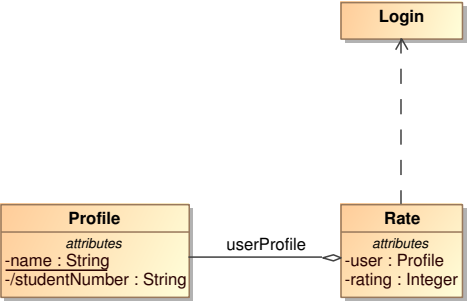 Login
Profile
attributes
-name : String
-/studentNumber : String
userProfile
Rate
attributes
-user : Profile
-rating : Integer